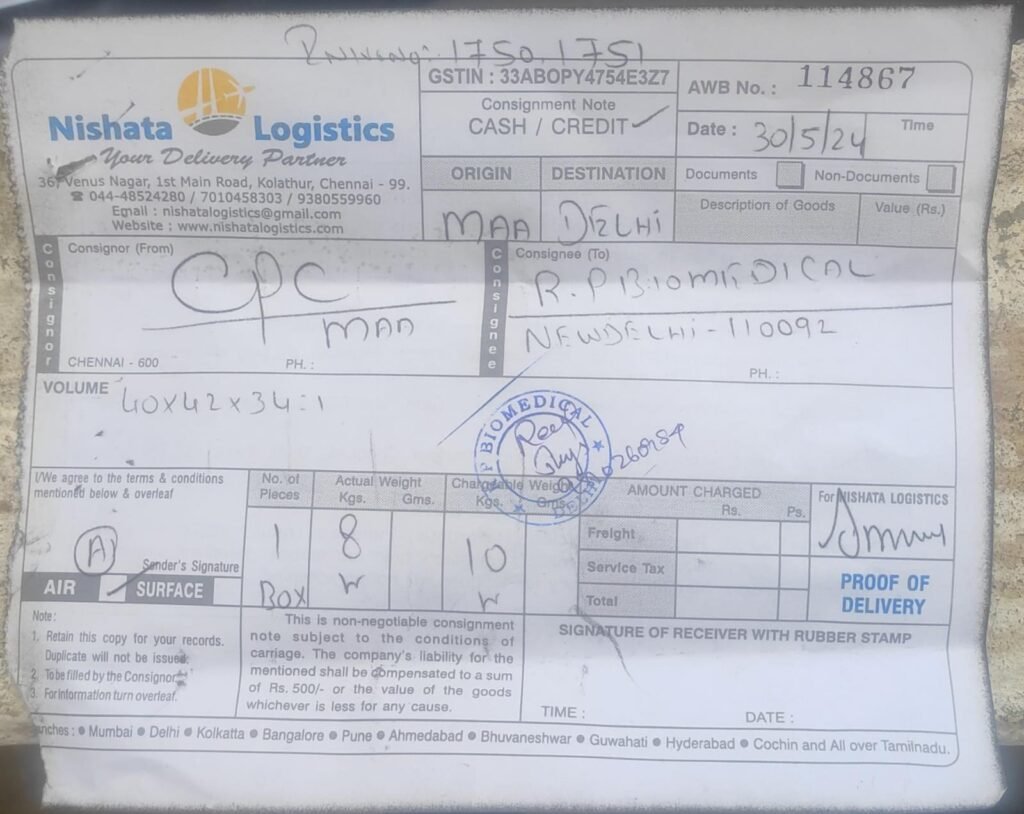 1750, 1751
Nishata Logistics
Your Delivery Partner
36, Venus Nagar, 1st Main Road, Kolathur, Chennai - 99.
☎ 044-48524280 / 7010458303 / 9380559960
Email : nishatalogistics@gmail.com
Website : www.nishatalogistics.com
GSTIN : 33ABOPY4754E3Z7
Consignment Note
CASH / CREDIT ✓
AWB No. : 114867
Date : 30/5/24
Time
ORIGIN DESTINATION
MAA DELHI
Documents Non-Documents
Description of Goods Value (Rs.)
Consignor
Consignor (From)
CPC
MAA
CHENNAI - 600 PH. :
Consignee
Consignee (To)
R.P BIOMEDICAL
NEWDELHI - 110092
PH. :
VOLUME 40x42x34:1
BIOMEDICAL
DELHI
I/We agree to the terms & conditions
mentioned below & overleaf
(A)
Sender's Signature
AIR ✓ SURFACE
No. of Pieces
1
Box
Actual Weight
Kgs. Gms.
8
Chargeable Weight
Kgs. Gms.
10
AMOUNT CHARGED
Rs. Ps.
Freight
Service Tax
Total
For NISHATA LOGISTICS
PROOF OF
DELIVERY
Note :
1. Retain this copy for your records.
Duplicate will not be issued.
2. To be filled by the Consignor.
3. For information turn overleaf.
This is non-negotiable consignment
note subject to the conditions of
carriage. The company's liability for the
mentioned shall be compensated to a sum
of Rs. 500/- or the value of the goods
whichever is less for any cause.
SIGNATURE OF RECEIVER WITH RUBBER STAMP
TIME : DATE :
nches : ● Mumbai ● Delhi ● Kolkatta ● Bangalore ● Pune ● Ahmedabad ● Bhuvaneshwar ● Guwahati ● Hyderabad ● Cochin and All over Tamilnadu.